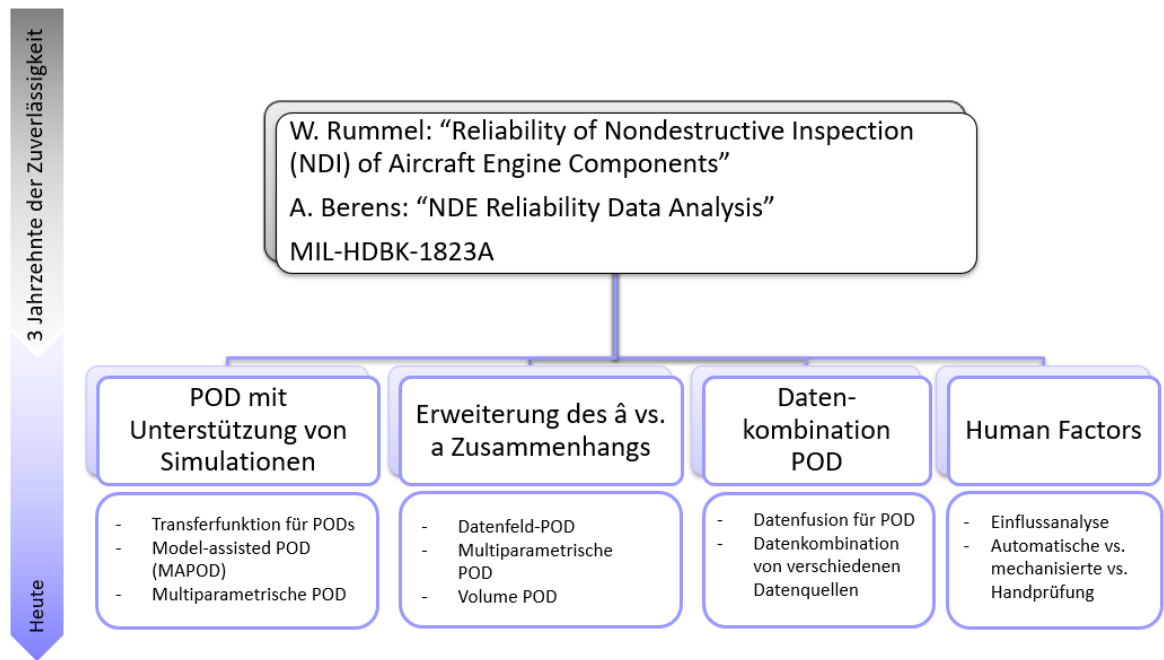 3 Jahrzehnte der Zuverlässigkeit
W. Rummel: “Reliability of Nondestructive Inspection
(NDI) of Aircraft Engine Components”
A. Berens: “NDE Reliability Data Analysis”
MIL-HDBK-1823A
POD mit
Unterstützung von
Simulationen
- Transferfunktion für PODs
- Model-assisted POD
(MAPOD)
- Multiparametrische POD
Erweiterung des â vs.
a Zusammenhangs
- Datenfeld-POD
- Multiparametrische
POD
- Volume POD
Daten-
kombination
POD
- Datenfusion für POD
- Datenkombination
von verschiedenen
Datenquellen
Human Factors
- Einflussanalyse
- Automatische vs.
mechanisierte vs.
Handprüfung
Heute